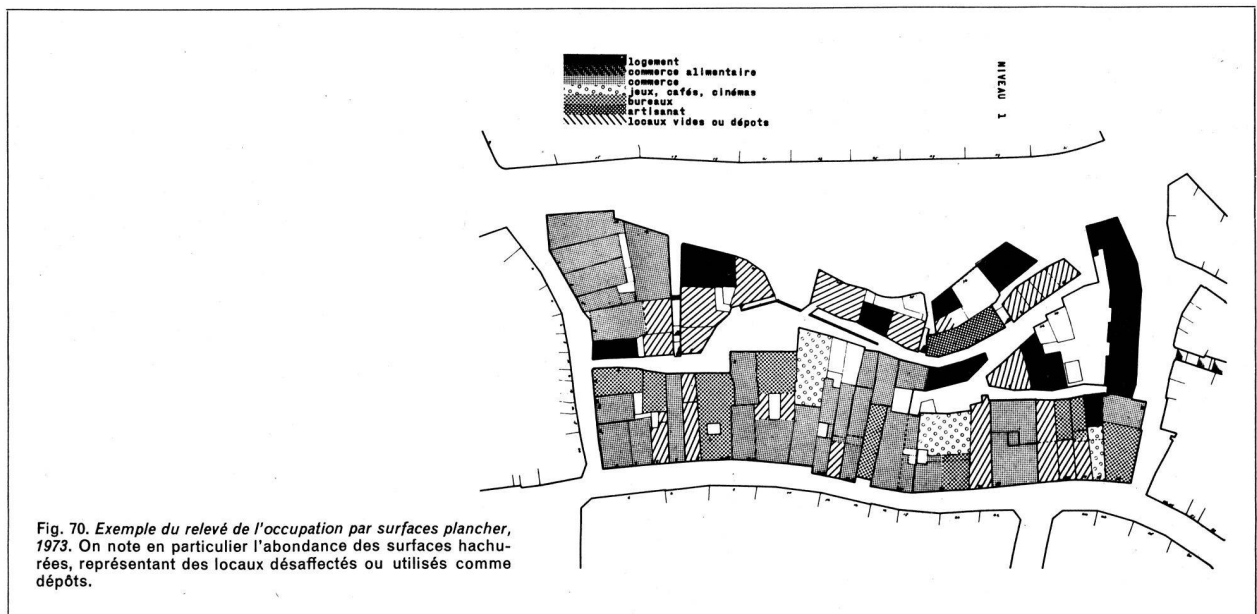 logement
commerce alimentaire
commerce
jeux, cafés, cinémas
bureaux
artisanat
locaux vides ou dépots
NIVEAU 1
Fig. 70. Exemple du relevé de l'occupation par surfaces plancher,
1973. On note en particulier l'abondance des surfaces hachu-
rées, représentant des locaux désaffectés ou utilisés comme
dépôts.